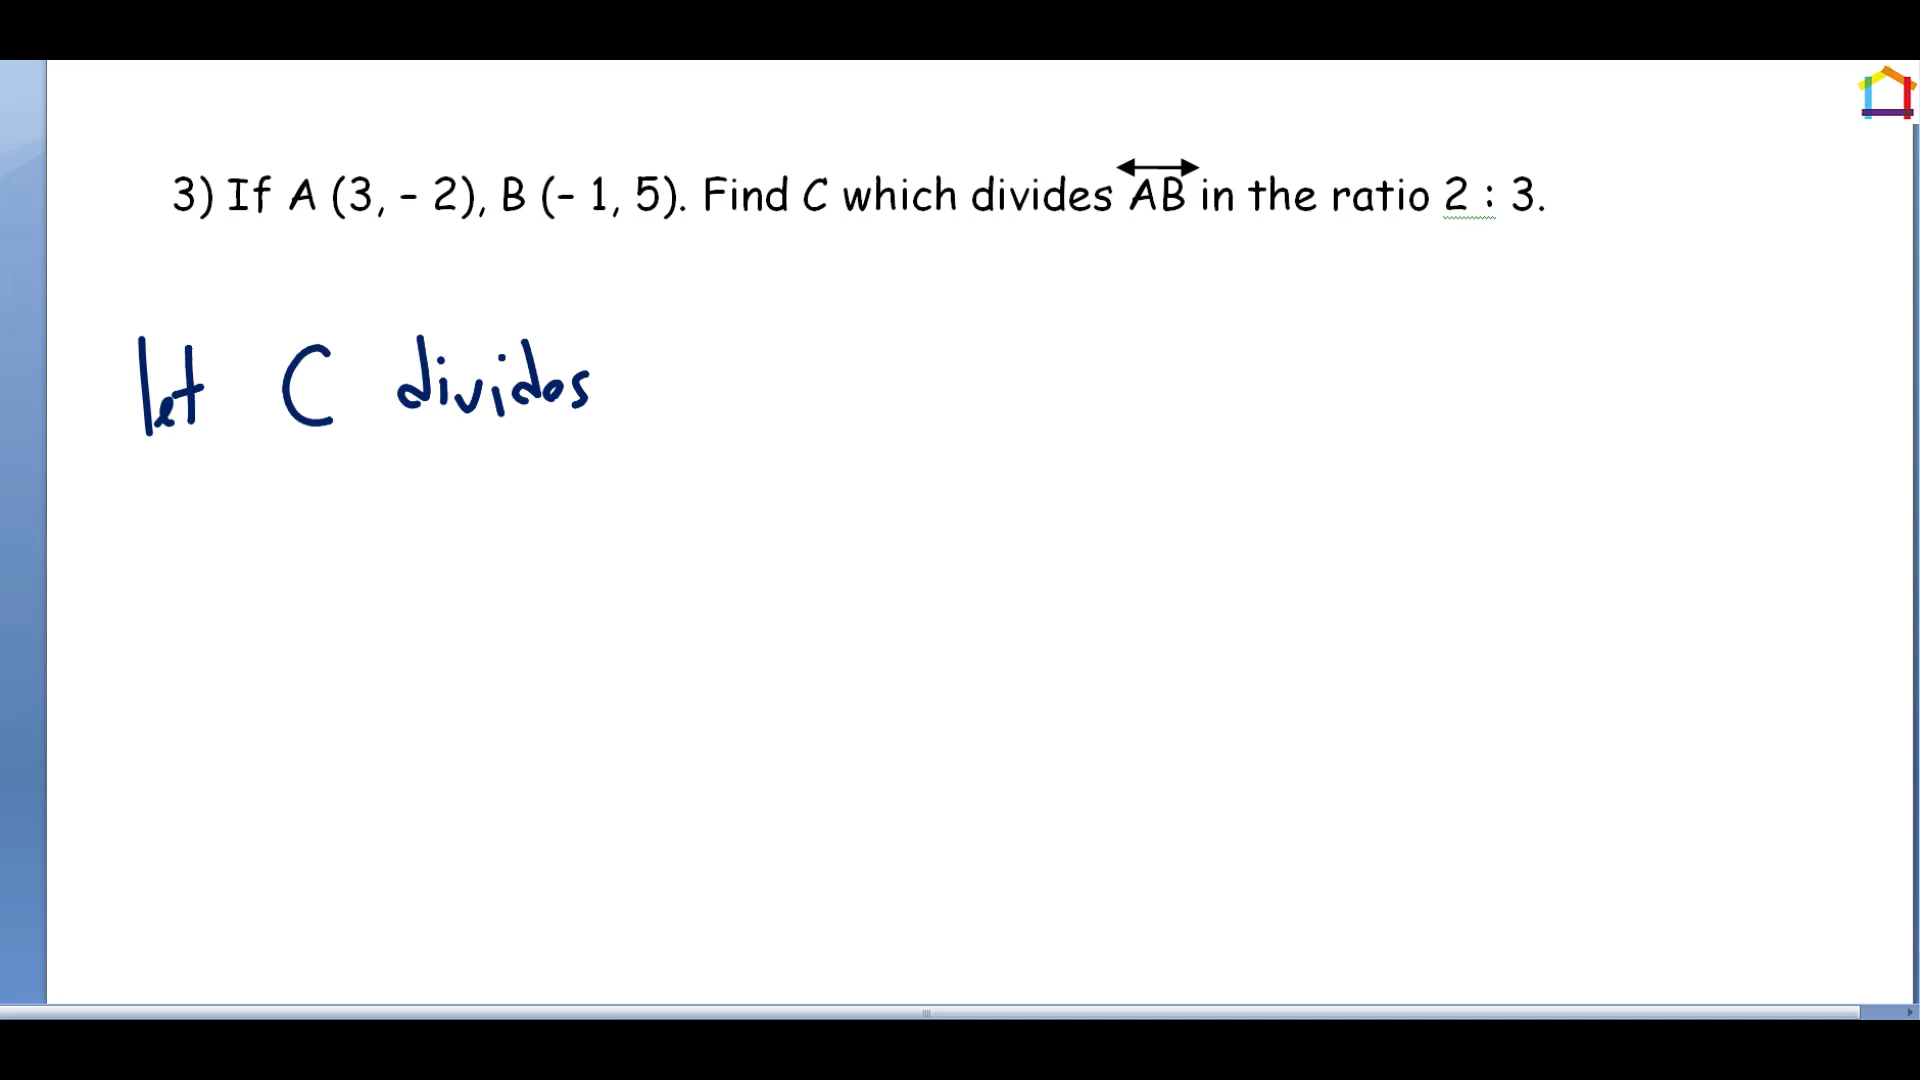 3) If A (3, – 2), B (– 1, 5). Find C which divides AB in the ratio 2 : 3.
let C divides